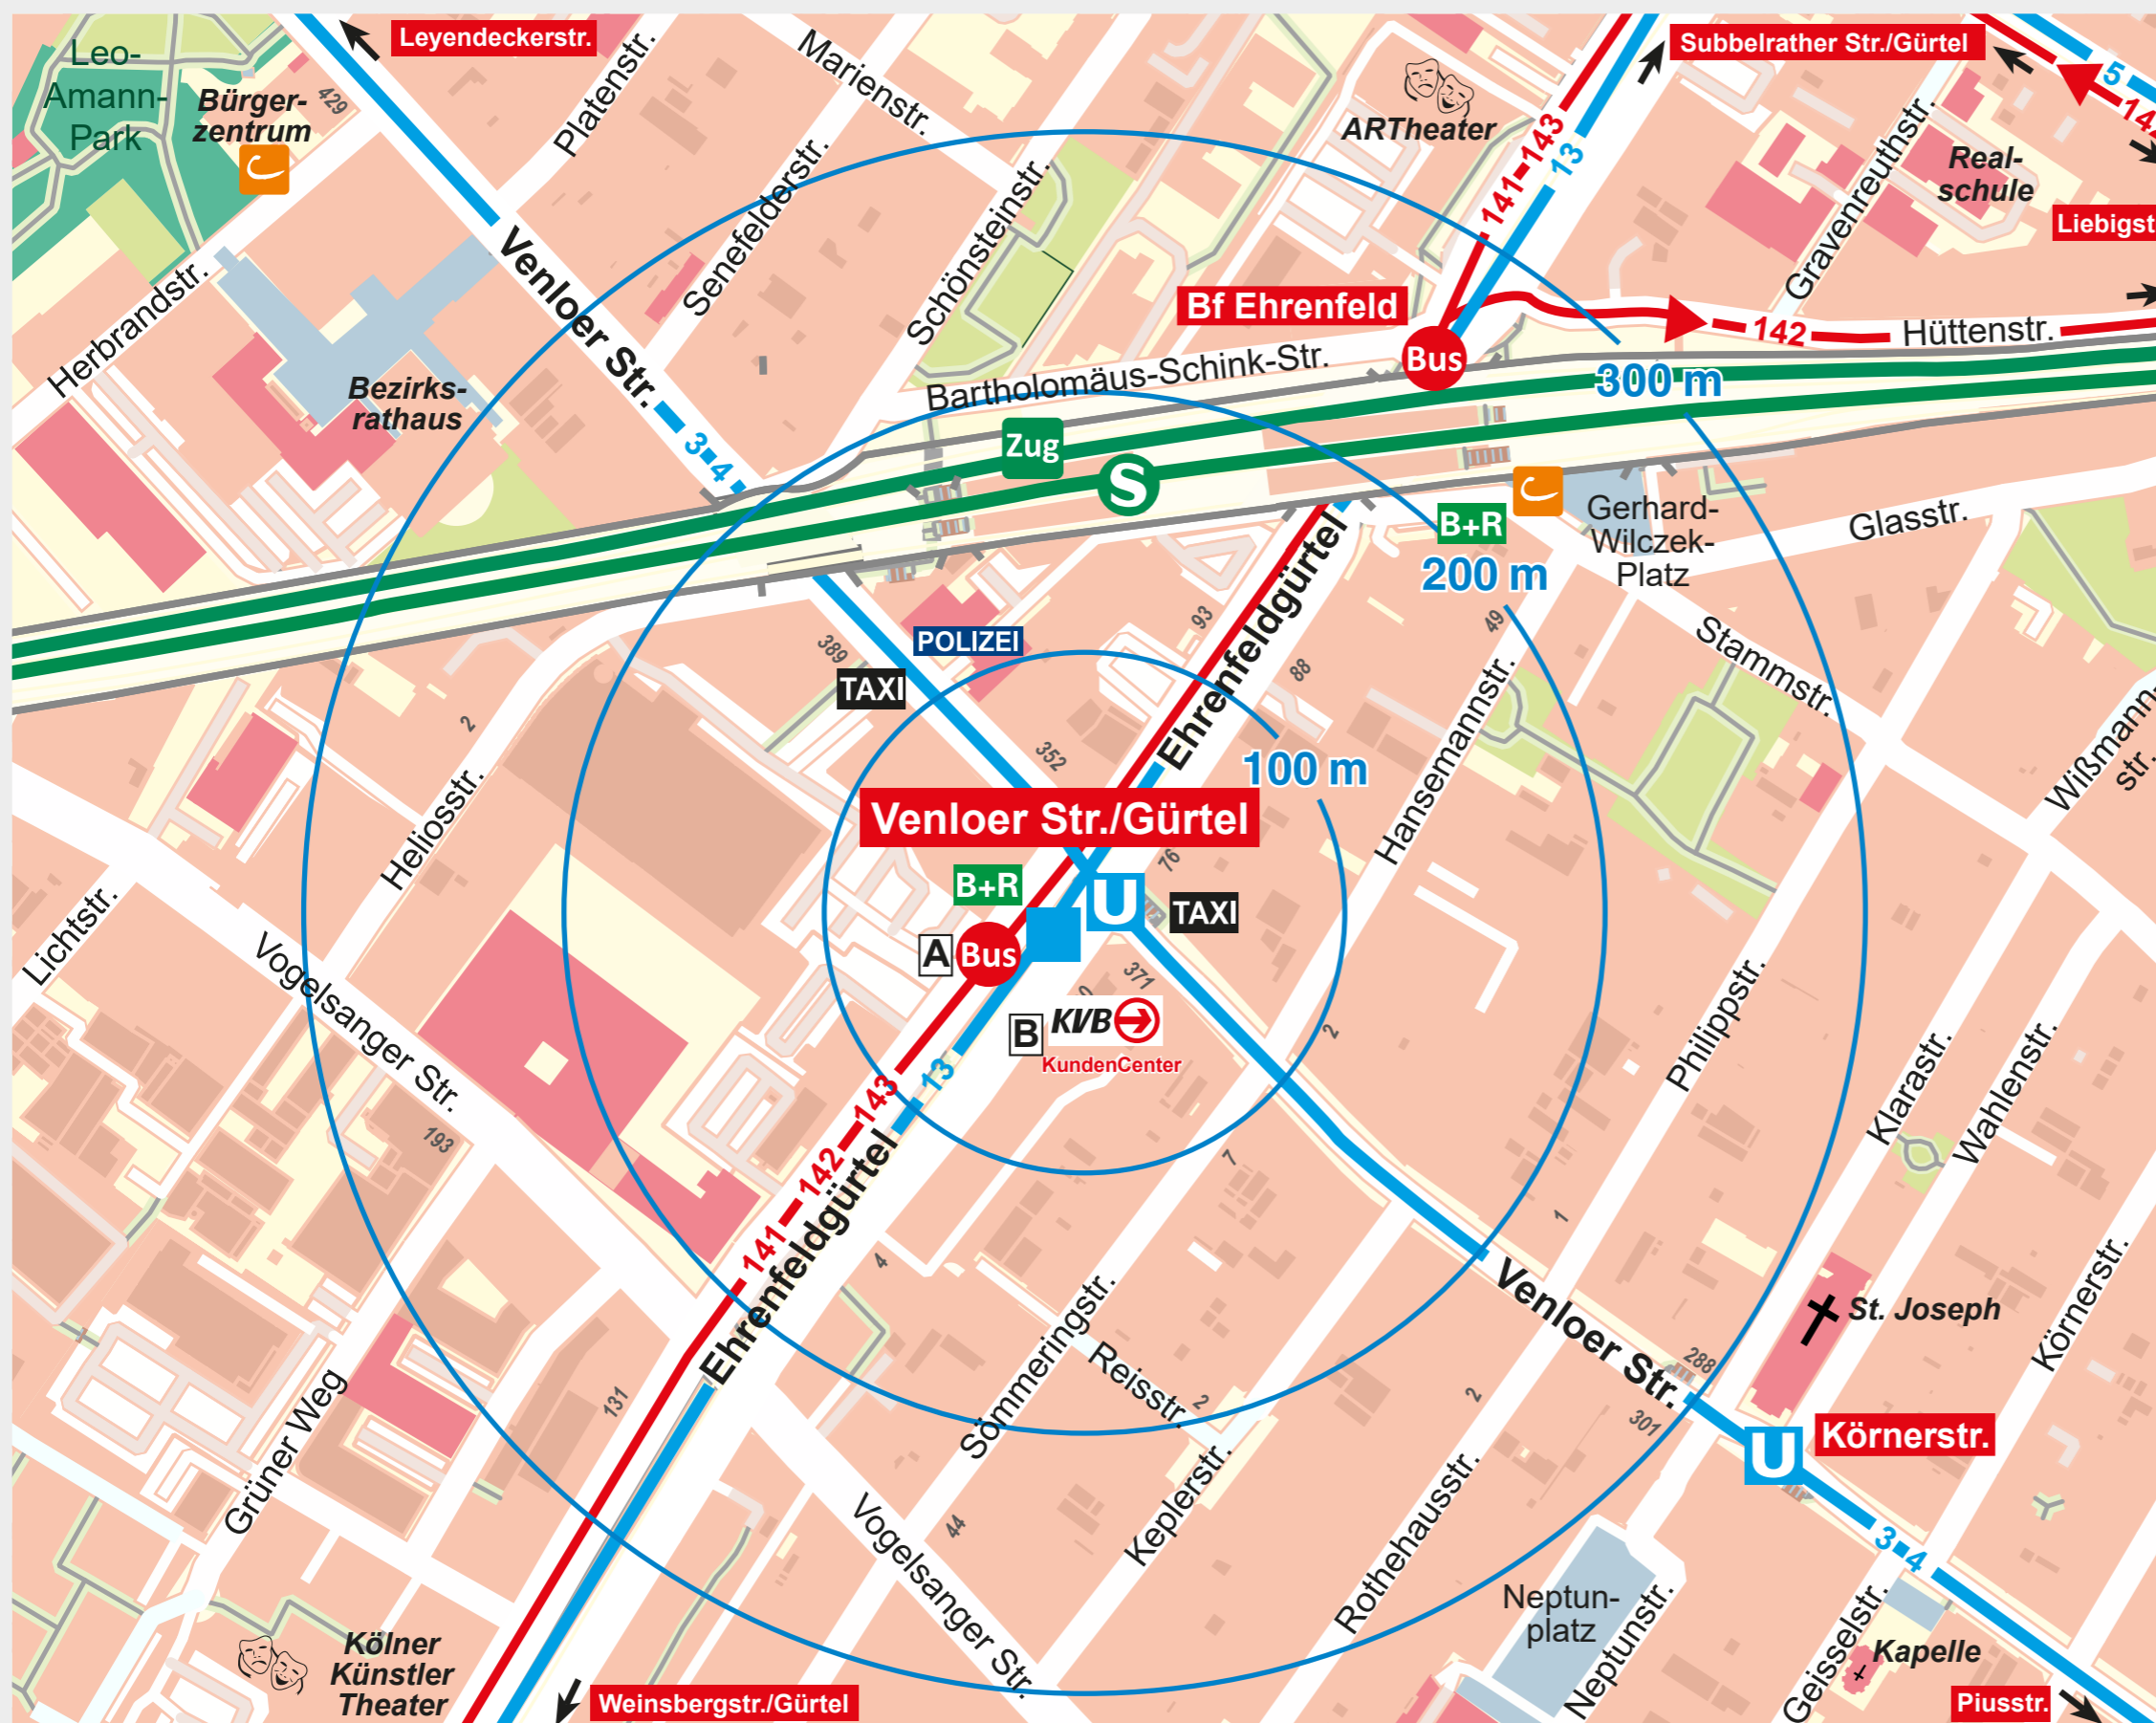 Leyendeckerstr.
Subbelrather Str./Gürtel
Leo-
Amann-
Park
Bürger-
zentrum
429
Platenstr.
Marienstr.
ARTheater
141
143
13
5
142
Gravenreuthstr.
Real-
schule
Liebigst
Herbrandstr.
Venloer Str.
Senefelderstr.
Schönsteinstr.
Bf Ehrenfeld
Bus
142
Hüttenstr.
Bezirks-
rathaus
Bartholomäus-Schink-Str.
300 m
3
4
Zug
S
B+R
Gerhard-
Wilczek-
Platz
Glasstr.
200 m
Ehrenfeldgürtel
93
49
88
389
POLIZEI
TAXI
Stammstr.
Hansemannstr.
Wißmann-
str.
2
352
100 m
Heliosstr.
Venloer Str./Gürtel
76
B+R
U
TAXI
A
Bus
371
B
KVB
KundenCenter
Lichtstr.
Vogelsanger Str.
193
2
Philippstr.
Klarastr.
Wahlenstr.
13
143
142
141
Ehrenfeldgürtel
7
1
4
Venloer Str.
St. Joseph
Körnerstr.
Sömmeringstr.
Reisstr.
2
2
288
301
131
Grüner Weg
U
Körnerstr.
Keplerstr.
44
Vogelsanger Str.
Rothehausstr.
3
4
Neptun-
platz
Neptunstr.
Geisselstr.
Kapelle
Kölner
Künstler
Theater
Weinsbergstr./Gürtel
Piusstr.